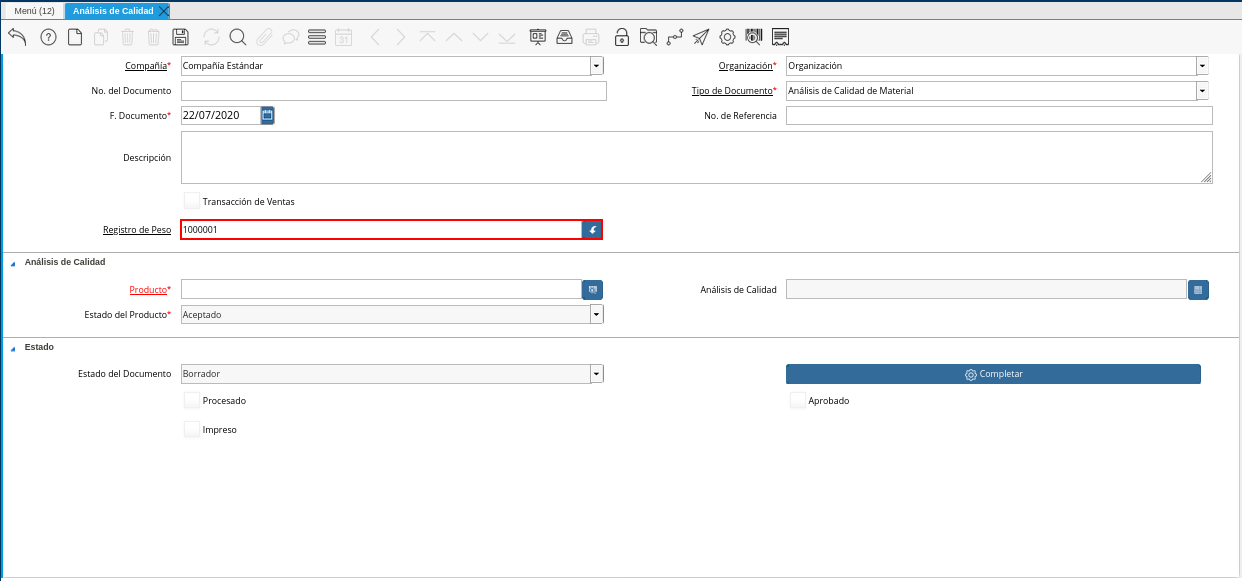 Menú (12) Análisis de Calidad
31
Compañía* Compañía Estándar Organización* Organización
No. del Documento Tipo de Documento* Análisis de Calidad de Material
F. Documento* 22/07/2020 No. de Referencia
Descripción
Transacción de Ventas
Registro de Peso 1000001
Análisis de Calidad
Producto* Análisis de Calidad
Estado del Producto* Aceptado
Estado
Estado del Documento Borrador Completar
Procesado Aprobado
Impreso